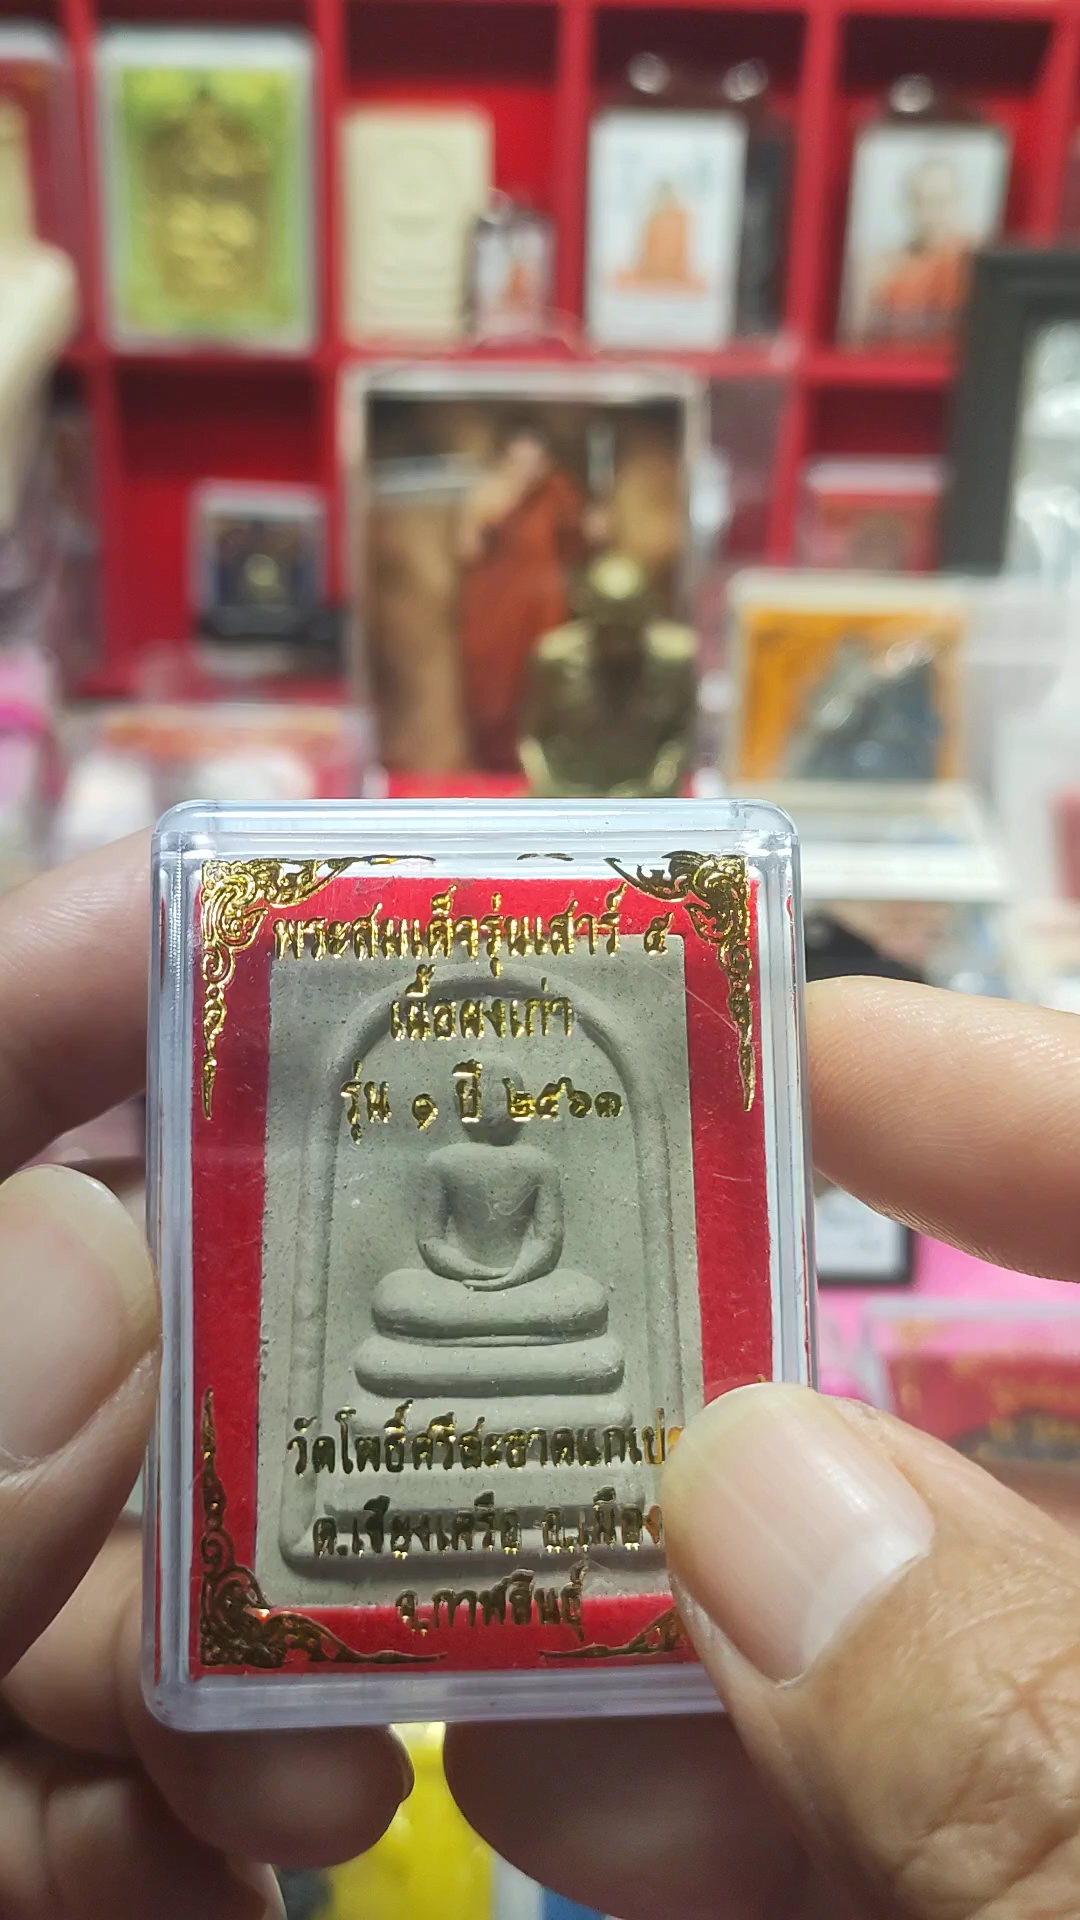 พระสมเด็จรุ่นเสาร์ ๕
เนื้อผงเก่า
รุ่น ๑ ปี ๒๕๖๑
วัดโพธิ์ศรีสะอาดแกเปะ
ต.เชียงเครือ อ.เมือง
จ.กาฬสินธุ์